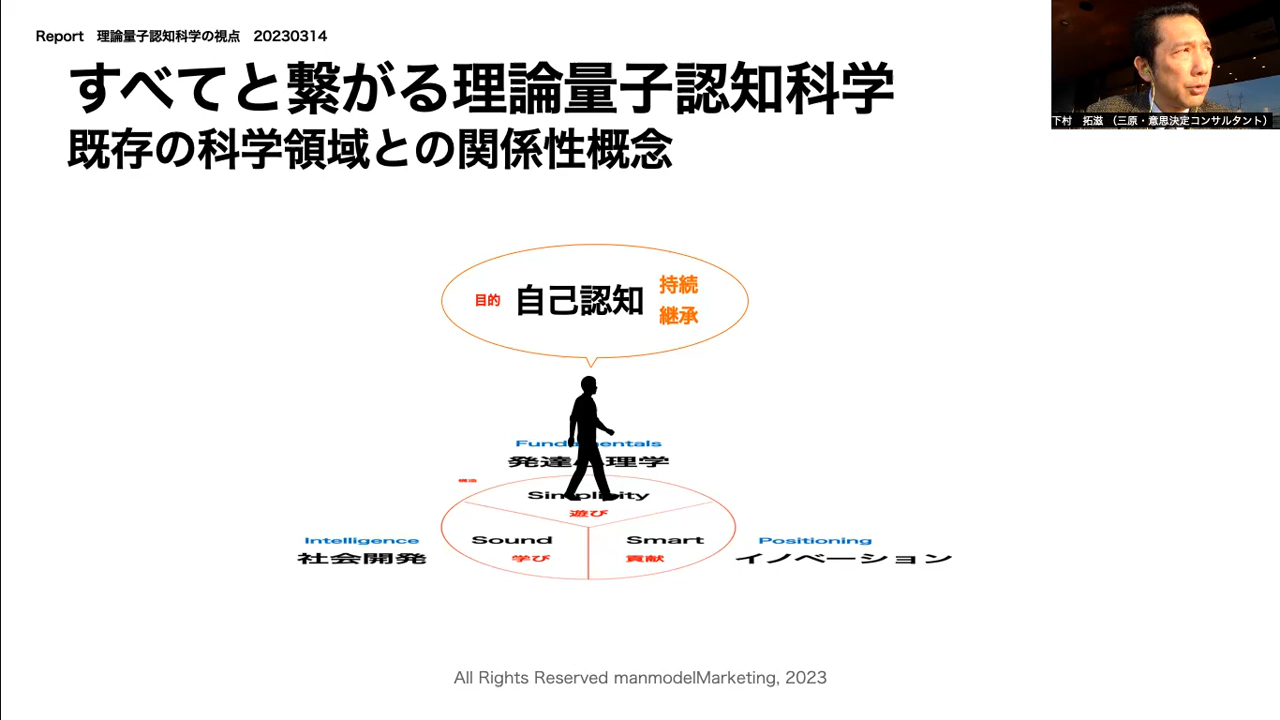 Report 理論量子認知科学の視点 20230314
すべてと繋がる理論量子認知科学
既存の科学領域との関係性概念
下村 拓滋 (三原・意思決定コンサルタント)
目的 自己認知 持続
継承
Fundamentals
発達心理学
構造
Simplicity
遊び
Intelligence Sound Smart Positioning
社会開発 学び 貢献 イノベーション
All Rights Reserved manmodelMarketing, 2023